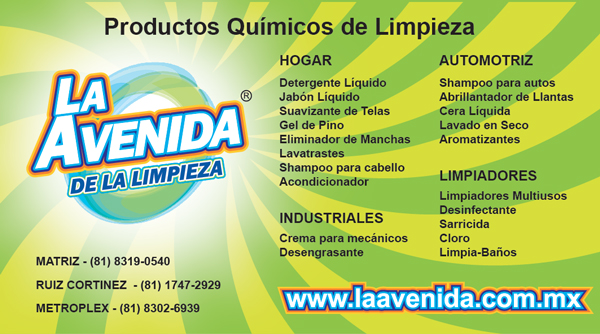 Productos Químicos de Limpieza
LA
AVENIDA
®
DE LA LIMPIEZA
MATRIZ - (81) 8319-0540
RUIZ CORTINEZ - (81) 1747-2929
METROPLEX - (81) 8302-6939
HOGAR
Detergente Líquido
Jabón Líquido
Suavízante de Telas
Gel de Pino
Eliminador de Manchas
Lavatrastes
Shampoo para cabello
Acondicionador
INDUSTRIALES
Crema para mecánicos
Desengrasante
AUTOMOTRIZ
Shampoo para autos
Abrillantador de Llantas
Cera Líquida
Lavado en Seco
Aromatizantes
LIMPIADORES
Limpiadores Multiusos
Desinfectante
Sarricida
Cloro
Limpia-Baños
www.laavenida.com.mx